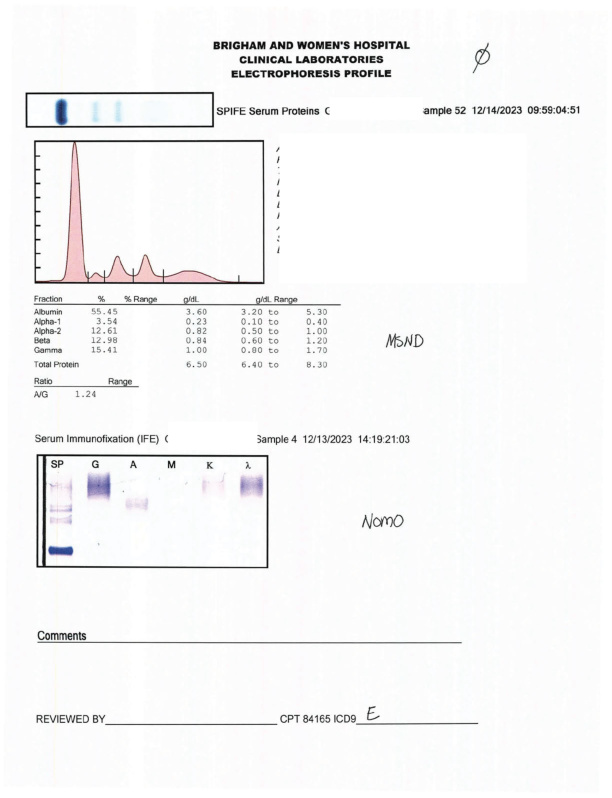 BRIGHAM AND WOMEN'S HOSPITAL
CLINICAL LABORATORIES
ELECTROPHORESIS PROFILE
Ø
SPIFE Serum Proteins ample 52 12/14/2023 09:59:04:51
Fraction % % Range g/dL g/dL Range
Albumin 55.45 3.60 3.20 to 5.30
Alpha-1 3.54 0.23 0.10 to 0.40
Alpha-2 12.61 0.82 0.50 to 1.00
Beta 12.98 0.84 0.60 to 1.20
Gamma 15.41 1.00 0.80 to 1.70
MSND
Total Protein 6.50 6.40 to 8.30
Ratio Range
A/G 1.24
Serum Immunofixation (IFE) ( Sample 4 12/13/2023 14:19:21:03
SP G A M K λ
NOMO
Comments
REVIEWED BY CPT 84165 ICD9 E